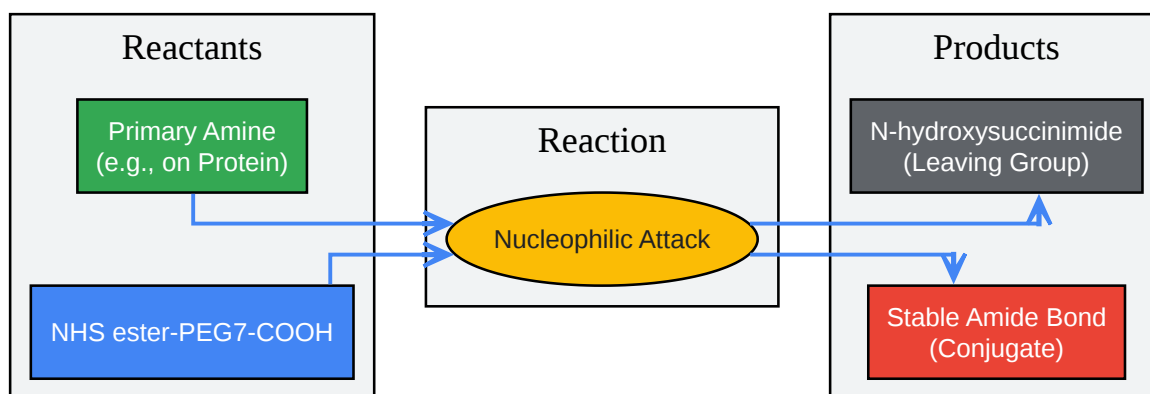 Reactants
Primary Amine
(e.g., on Protein)
NHS ester-PEG7-COOH
Reaction
Nucleophilic Attack
Products
N-hydroxysuccinimide
(Leaving Group)
Stable Amide Bond
(Conjugate)